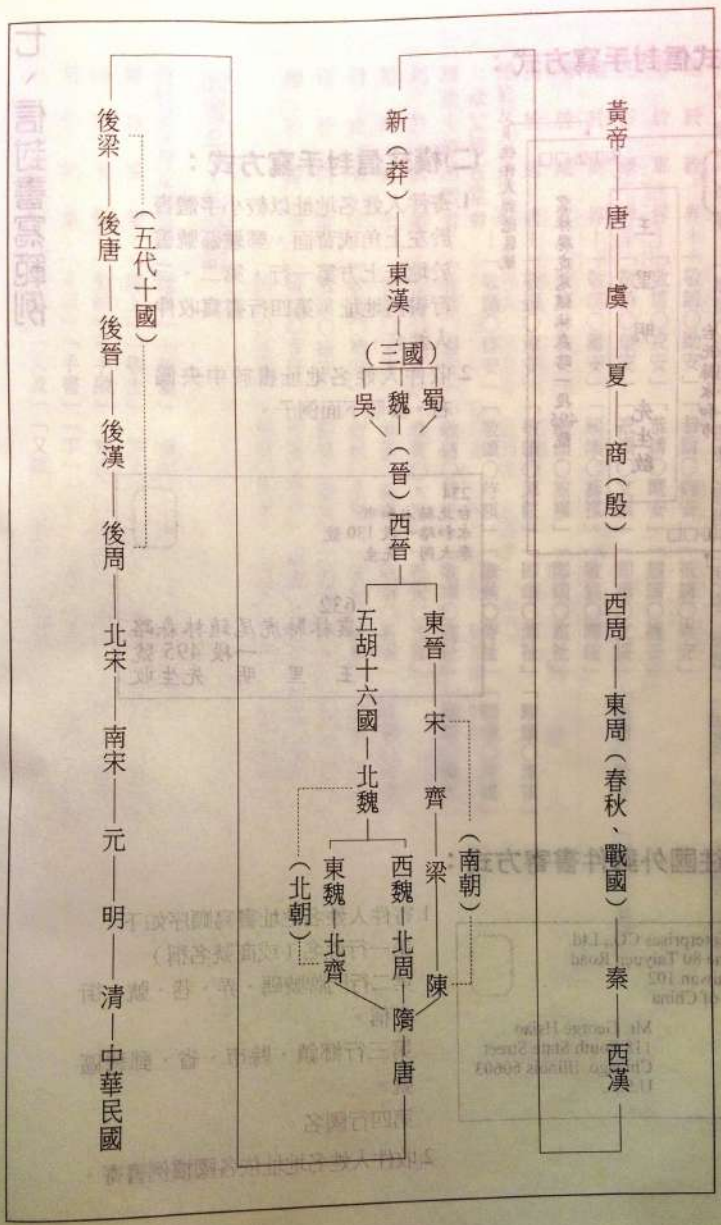 黃帝—唐—虞—夏—商（殷）—西周—東周（春秋、戰國）—秦—西漢
新（莽）—東漢—
（三國）
蜀
魏
吳
（晉）西晉
東晉—宋—齊—梁—陳
（南朝）
五胡十六國—北魏
西魏—北周
東魏—北齊
（北朝）
隋—唐
後梁—後唐—後晉—後漢—後周—北宋—南宋—元—明—清—中華民國
（五代十國）